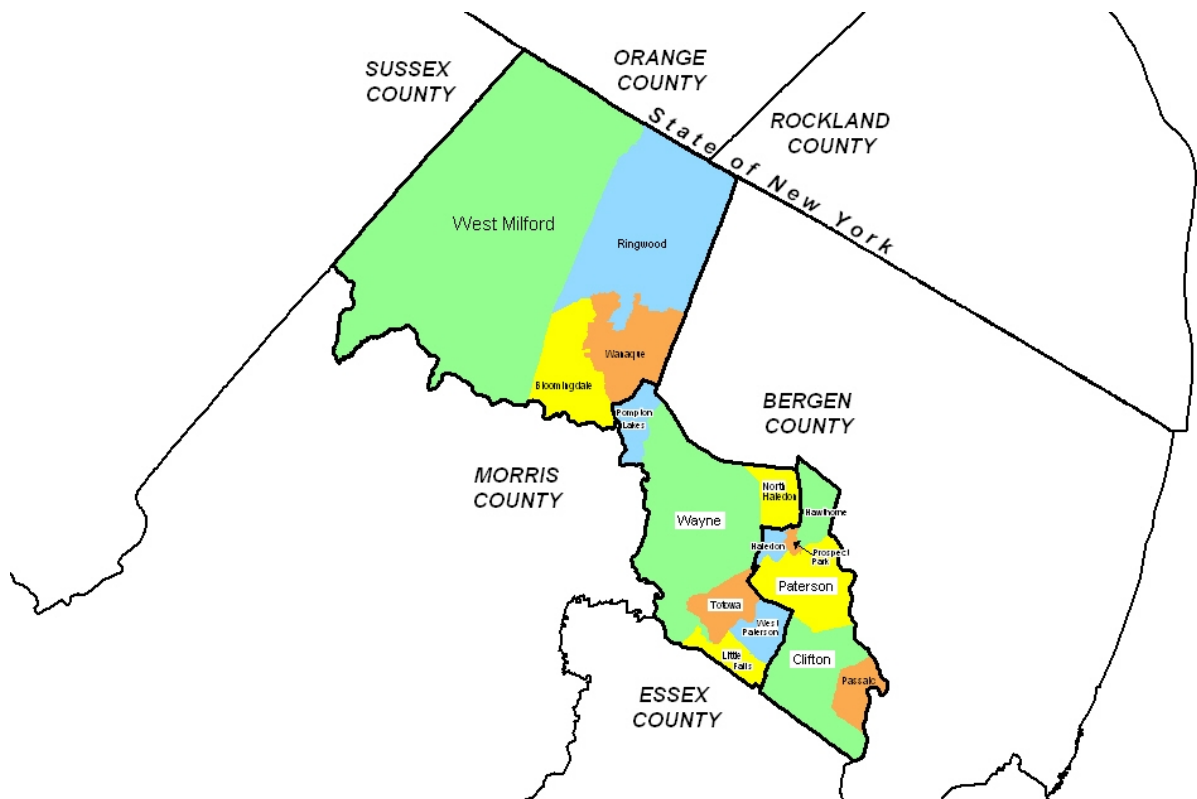 SUSSEX
COUNTY
ORANGE
COUNTY
ROCKLAND
COUNTY
State of New York
West Milford
Ringwood
Wanaque
Bloomingdale
Pompton
Lakes
BERGEN
COUNTY
MORRIS
COUNTY
North
Haledon
Hawthorne
Wayne
Haledon
Prospect
Park
Paterson
Totowa
West
Paterson
Little
Falls
Clifton
Passaic
ESSEX
COUNTY